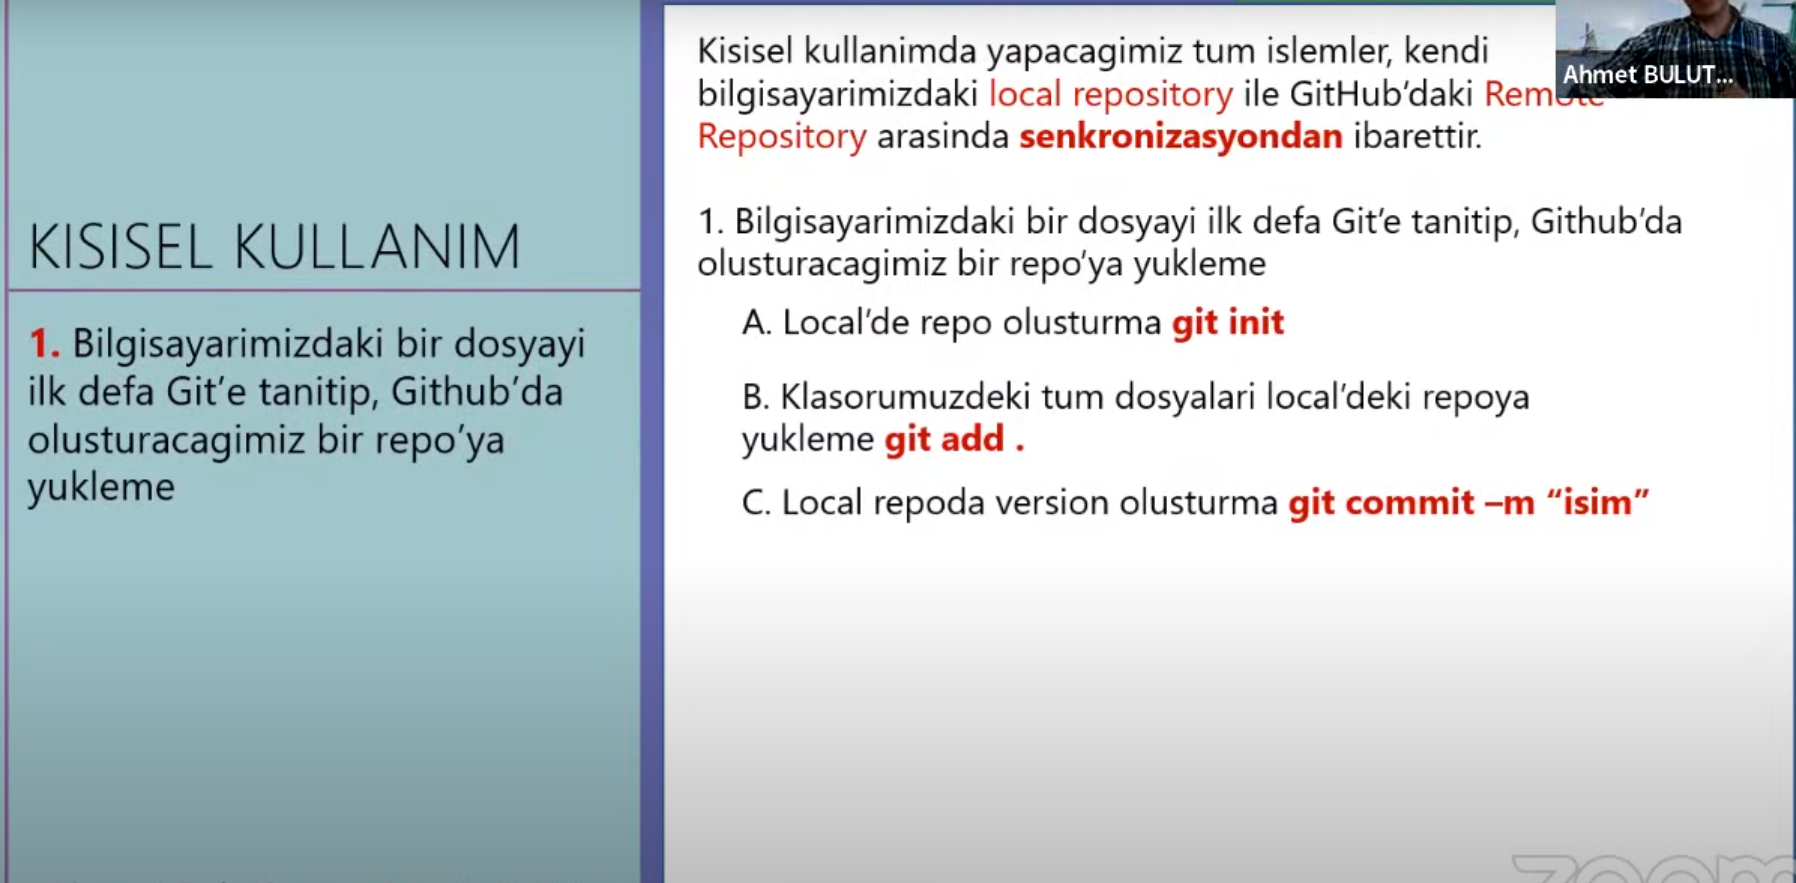 KISISEL KULLANIM
1. Bilgisayarimizdaki bir dosyayi
ilk defa Git’e tanitip, Github’da
olusturacagimiz bir repo’ya
yukleme
Kisisel kullanimda yapacagimiz tum islemler, kendi
bilgisayarimizdaki local repository ile GitHub’daki Remote
Repository arasinda senkronizasyondan ibarettir.
1. Bilgisayarimizdaki bir dosyayi ilk defa Git’e tanitip, Github’da
olusturacagimiz bir repo’ya yukleme
A. Local’de repo olusturma git init
B. Klasorumuzdeki tum dosyalari local’deki repoya
yukleme git add .
C. Local repoda version olusturma git commit –m “isim”
Ahmet BULUT...
zoom